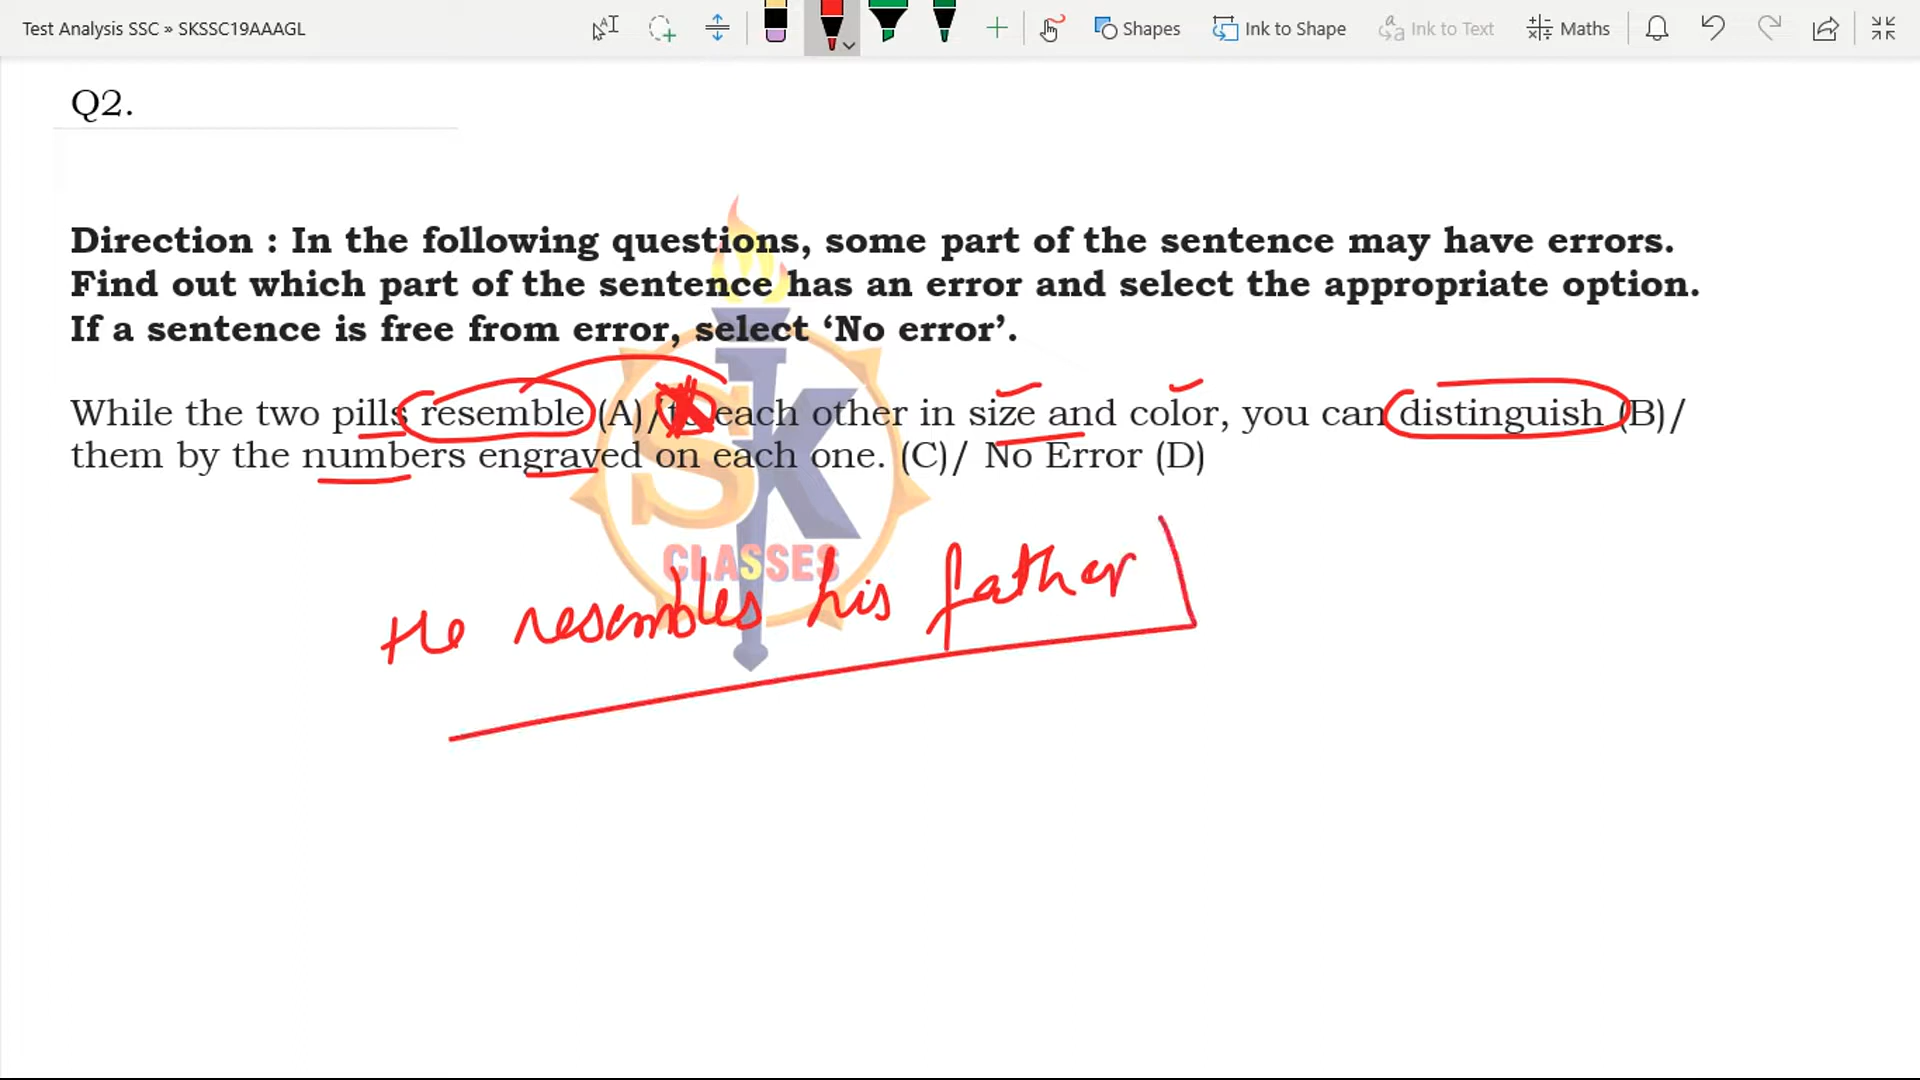 Test Analysis SSC » SKSSC19AAAGL
Shapes Ink to Shape Ink to Text Maths
Q2.
Direction : In the following questions, some part of the sentence may have errors.
Find out which part of the sentence has an error and select the appropriate option.
If a sentence is free from error, select ‘No error’.
While the two pills resemble (A)/to each other in size and color, you can distinguish (B)/
them by the numbers engraved on each one. (C)/ No Error (D)
SK
CLASSES
He resembles his father